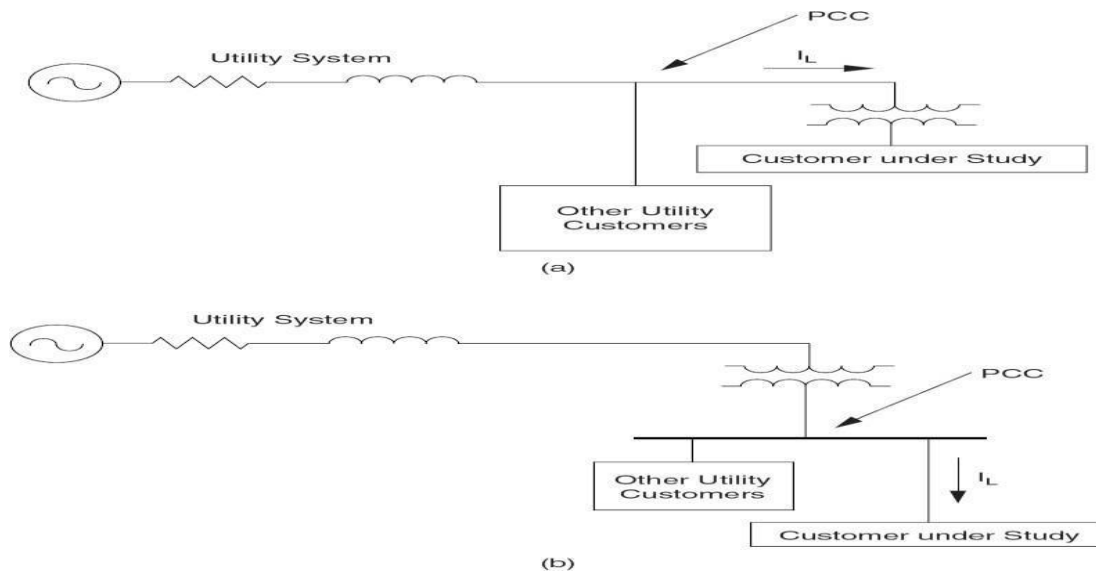 PCC
Utility System
I_L
Customer under Study
Other Utility
Customers
(a)
Utility System
PCC
Other Utility
Customers
I_L
Customer under Study
(b)